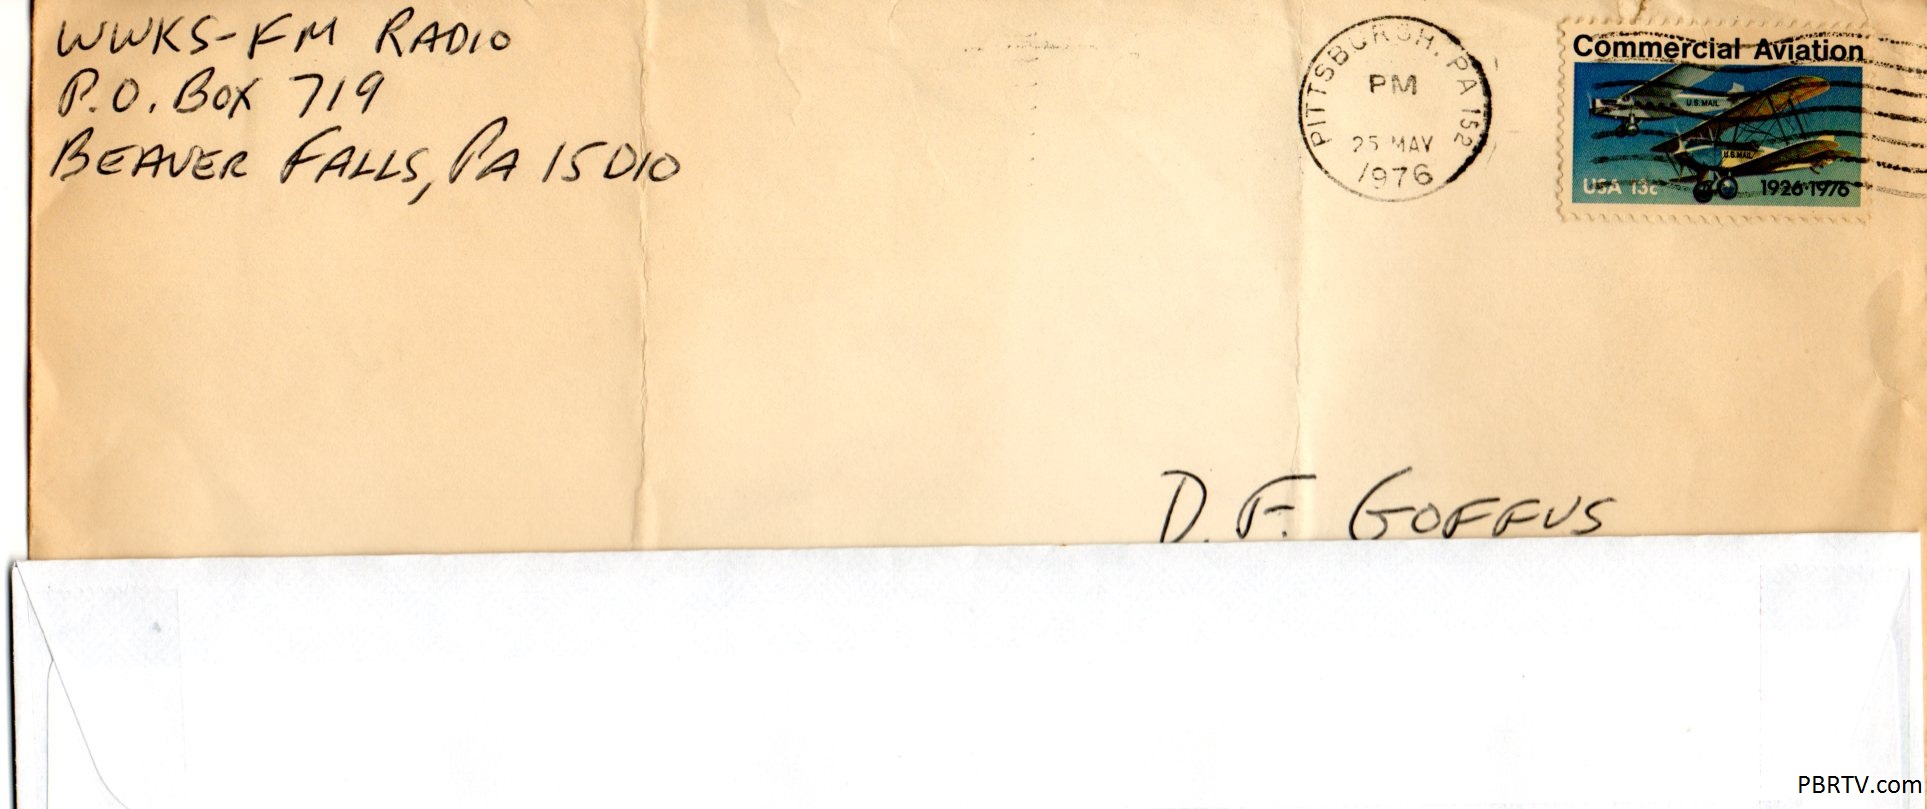 WWKS-FM RADIO
P.O. BOX 719
BEAVER FALLS, PA 15010
PITTSBURGH, PA 152
PM
25 MAY
1976
Commercial Aviation
U.S. MAIL
U.S. MAIL
USA 13c
1926·1976
D. F. GOFFUS
PBRTV.com